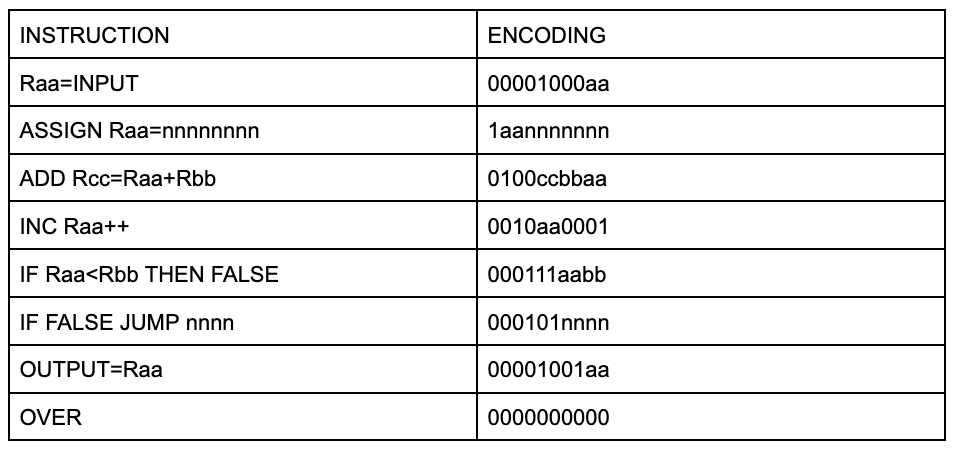 INSTRUCTION ENCODING
Raa=INPUT 00001000aa
ASSIGN Raa=nnnnnnnn 1aannnnnnn
ADD Rcc=Raa+Rbb 0100ccbbaa
INC Raa++ 0010aa0001
IF Raa<Rbb THEN FALSE 000111aabb
IF FALSE JUMP nnnn 000101nnnn
OUTPUT=Raa 00001001aa
OVER 0000000000